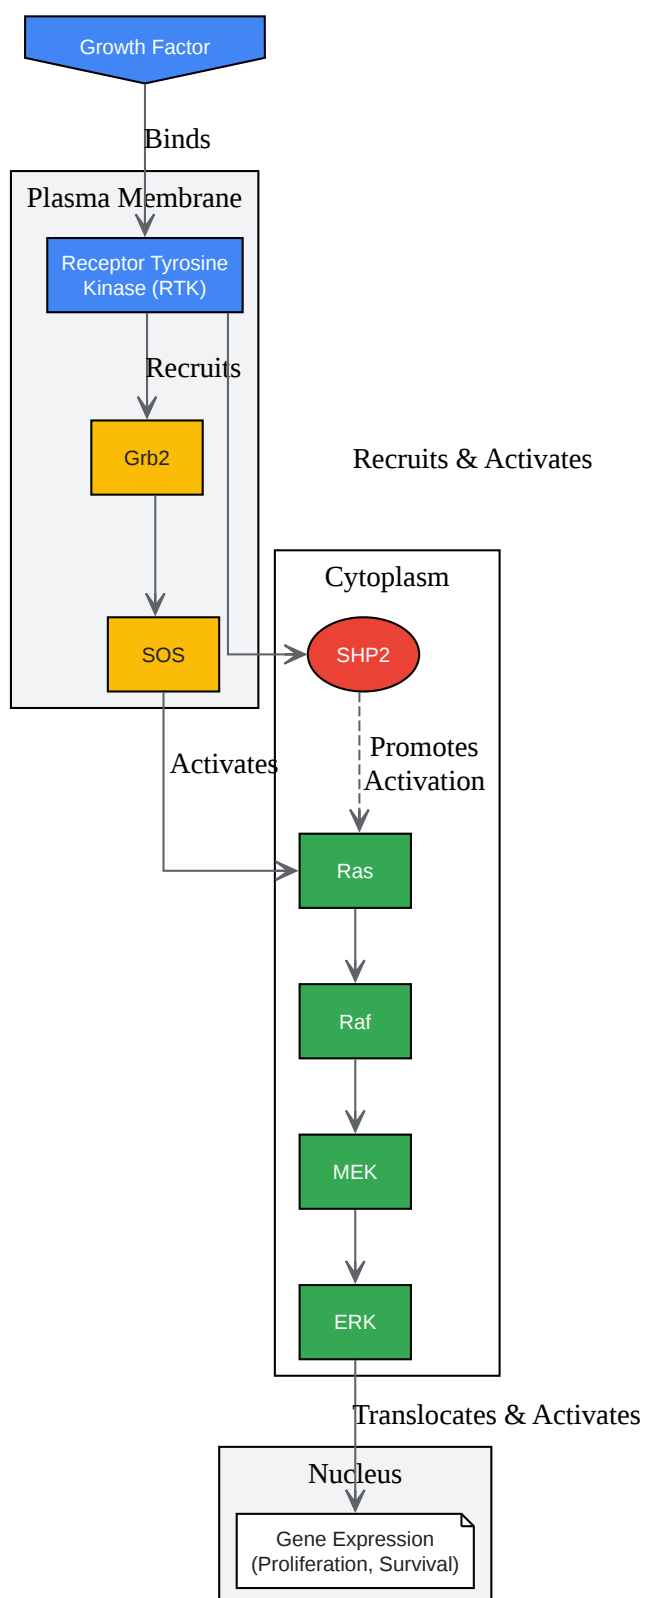 Growth Factor
Binds
Plasma Membrane
Receptor Tyrosine
Kinase (RTK)
Recruits
Grb2
Recruits & Activates
Cytoplasm
SOS
SHP2
Activates
Promotes
Activation
Ras
Raf
MEK
ERK
Translocates & Activates
Nucleus
Gene Expression
(Proliferation, Survival)